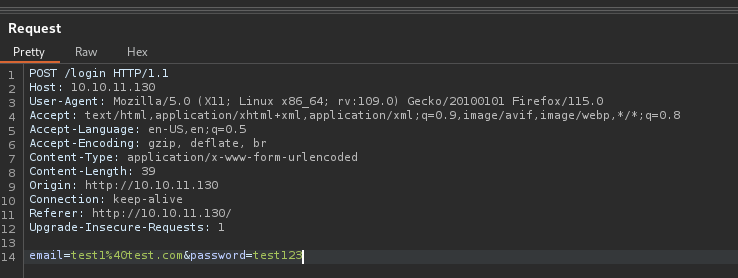 Request
Pretty Raw Hex
1 POST /login HTTP/1.1
2 Host: 10.10.11.130
3 User-Agent: Mozilla/5.0 (X11; Linux x86_64; rv:109.0) Gecko/20100101 Firefox/115.0
4 Accept: text/html,application/xhtml+xml,application/xml;q=0.9,image/avif,image/webp,*/*;q=0.8
5 Accept-Language: en-US,en;q=0.5
6 Accept-Encoding: gzip, deflate, br
7 Content-Type: application/x-www-form-urlencoded
8 Content-Length: 39
9 Origin: http://10.10.11.130
10 Connection: keep-alive
11 Referer: http://10.10.11.130/
12 Upgrade-Insecure-Requests: 1
13
14 email=test1%40test.com&password=test123